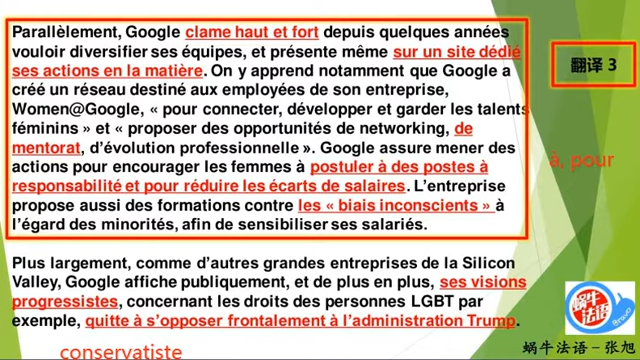 Parallèlement, Google clame haut et fort depuis quelques années
vouloir diversifier ses équipes, et présente même sur un site dédié
ses actions en la matière. On y apprend notamment que Google a
créé un réseau destiné aux employées de son entreprise,
Women@Google, « pour connecter, développer et garder les talents
féminins » et « proposer des opportunités de networking, de
mentorat, d’évolution professionnelle ». Google assure mener des
actions pour encourager les femmes à postuler à des postes à
responsabilité et pour réduire les écarts de salaires. L’entreprise
propose aussi des formations contre les « biais inconscients » à
l’égard des minorités, afin de sensibiliser ses salariés.
翻译 3
à, pour
Plus largement, comme d’autres grandes entreprises de la Silicon
Valley, Google affiche publiquement, et de plus en plus, ses visions
progressistes, concernant les droits des personnes LGBT par
exemple, quitte à s’opposer frontalement à l’administration Trump.
conservatiste
蜗牛
法语
蜗牛法语–张旭